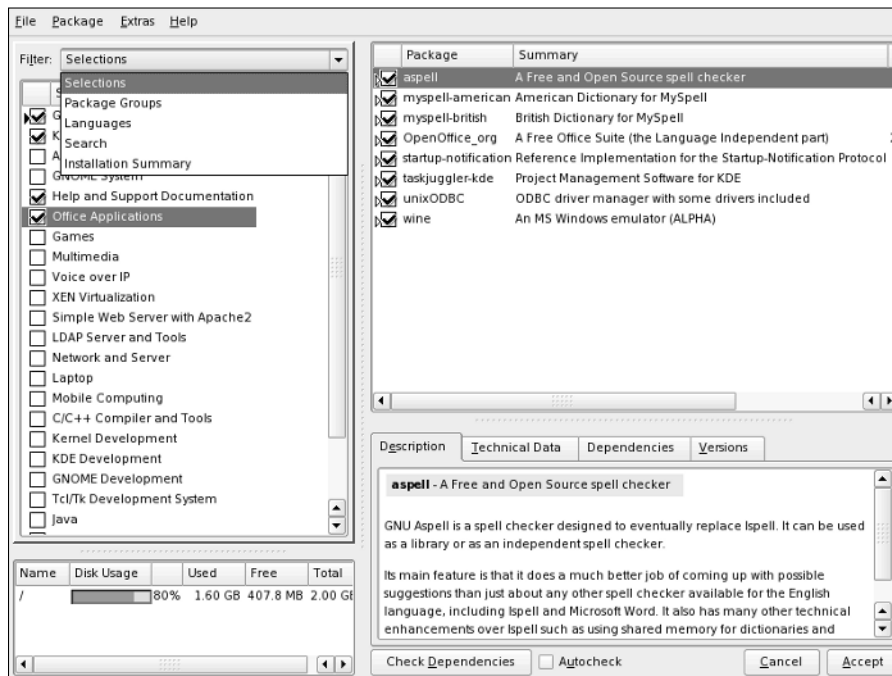 File Package Extras Help
Filter: Selections
Selections
Package Groups
Languages
Search
Installation Summary
GNOME System
Help and Support Documentation
Office Applications
Games
Multimedia
Voice over IP
XEN Virtualization
Simple Web Server with Apache2
LDAP Server and Tools
Network and Server
Laptop
Mobile Computing
C/C++ Compiler and Tools
Kernel Development
KDE Development
GNOME Development
Tcl/Tk Development System
Java
Name Disk Usage Used Free Total
/ 80% 1.60 GB 407.8 MB 2.00 GB
Package Summary
aspell A Free and Open Source spell checker
myspell-american American Dictionary for MySpell
myspell-british British Dictionary for MySpell
OpenOffice_org A Free Office Suite (the Language Independent part)
startup-notification Reference Implementation for the Startup-Notification Protocol
taskjuggler-kde Project Management Software for KDE
unixODBC ODBC driver manager with some drivers included
wine An MS Windows emulator (ALPHA)
Description Technical Data Dependencies Versions
aspell - A Free and Open Source spell checker
GNU Aspell is a spell checker designed to eventually replace Ispell. It can be used
as a library or as an independent spell checker.
Its main feature is that it does a much better job of coming up with possible
suggestions than just about any other spell checker available for the English
language, including Ispell and Microsoft Word. It also has many other technical
enhancements over Ispell such as using shared memory for dictionaries and
Check Dependencies Autocheck Cancel Accept